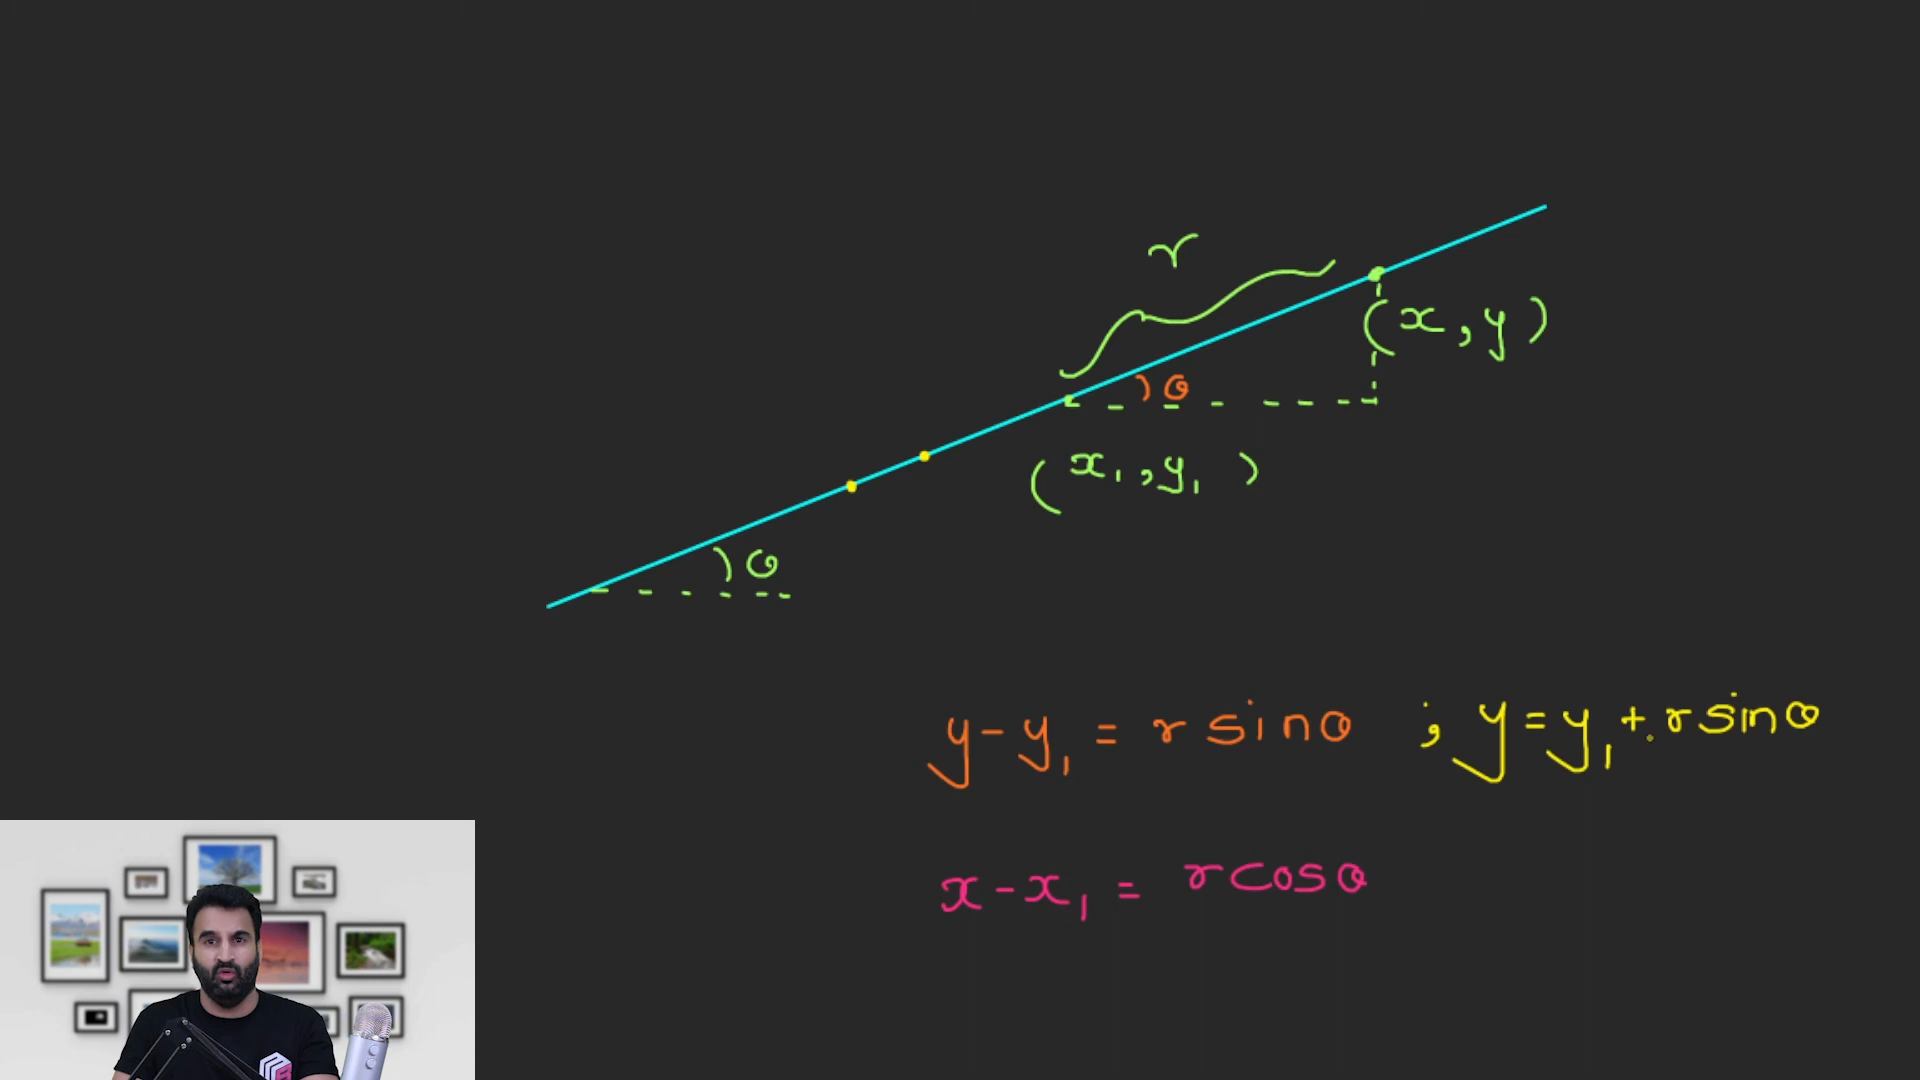 r
(x, y)
) θ
(x₁, y₁)
) θ
y - y₁ = r sinθ ; y = y₁ + r sinθ
x - x₁ = r cosθ